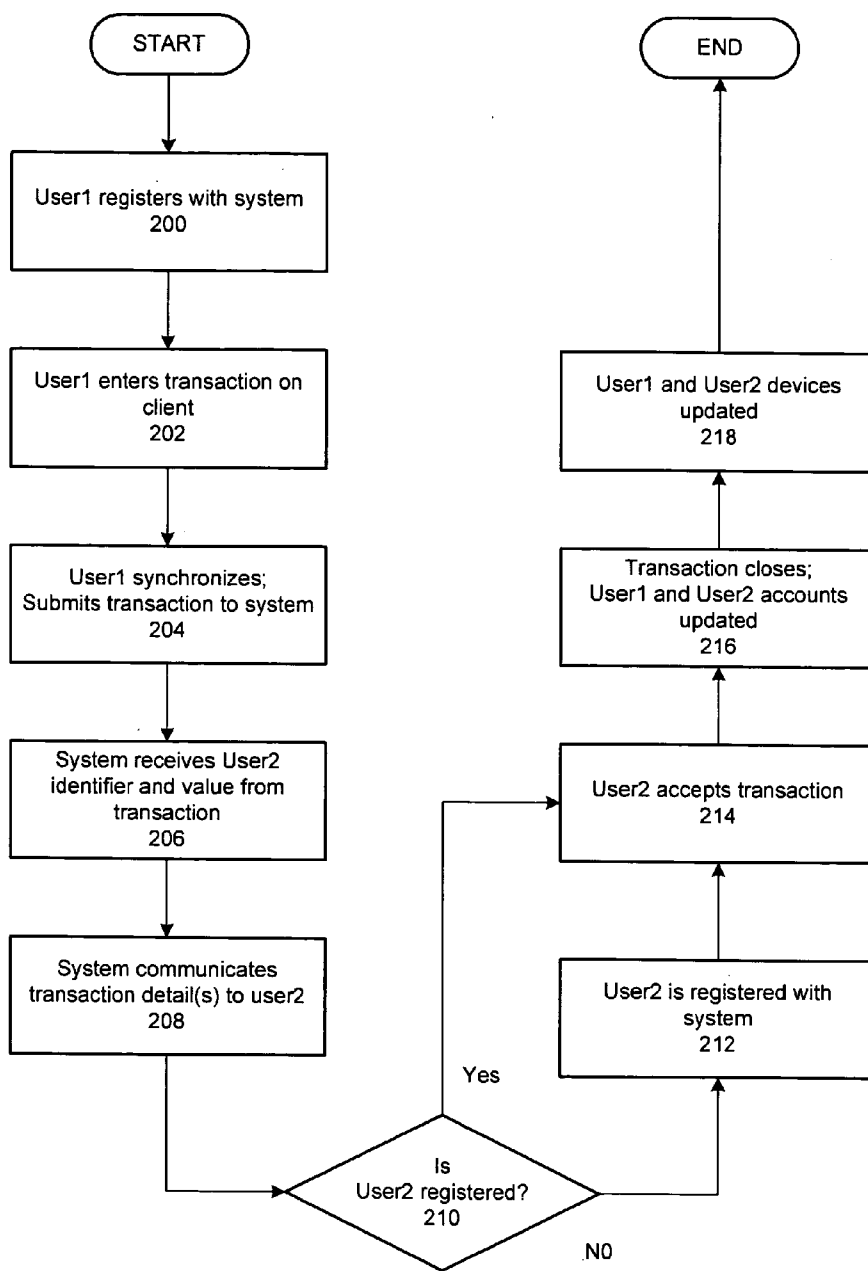 START
User1 registers with system
200
User1 enters transaction on
client
202
User1 synchronizes;
Submits transaction to system
204
System receives User2
identifier and value from
transaction
206
System communicates
transaction detail(s) to user2
208
Is
User2 registered?
210
Yes
N0
User2 is registered with
system
212
User2 accepts transaction
214
Transaction closes;
User1 and User2 accounts
updated
216
User1 and User2 devices
updated
218
END